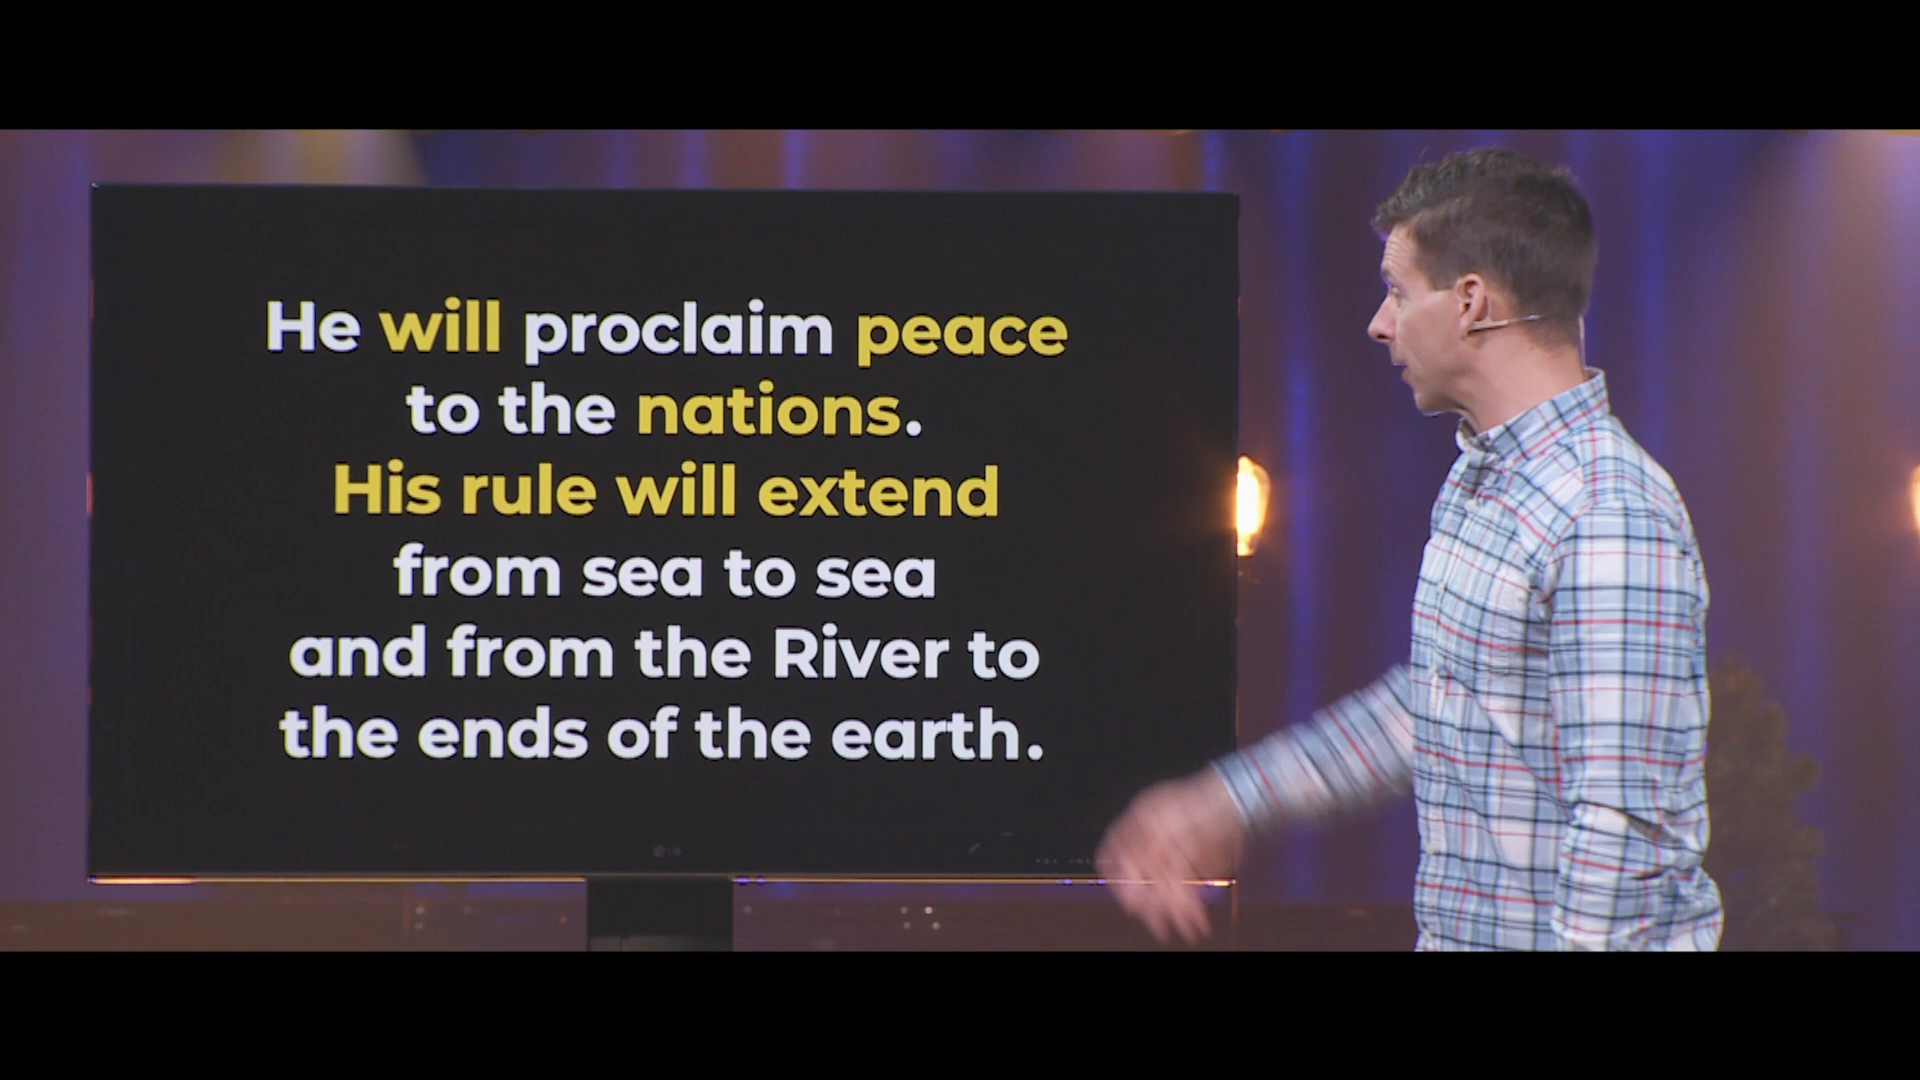 He will proclaim peace
to the nations.
His rule will extend
from sea to sea
and from the River to
the ends of the earth.